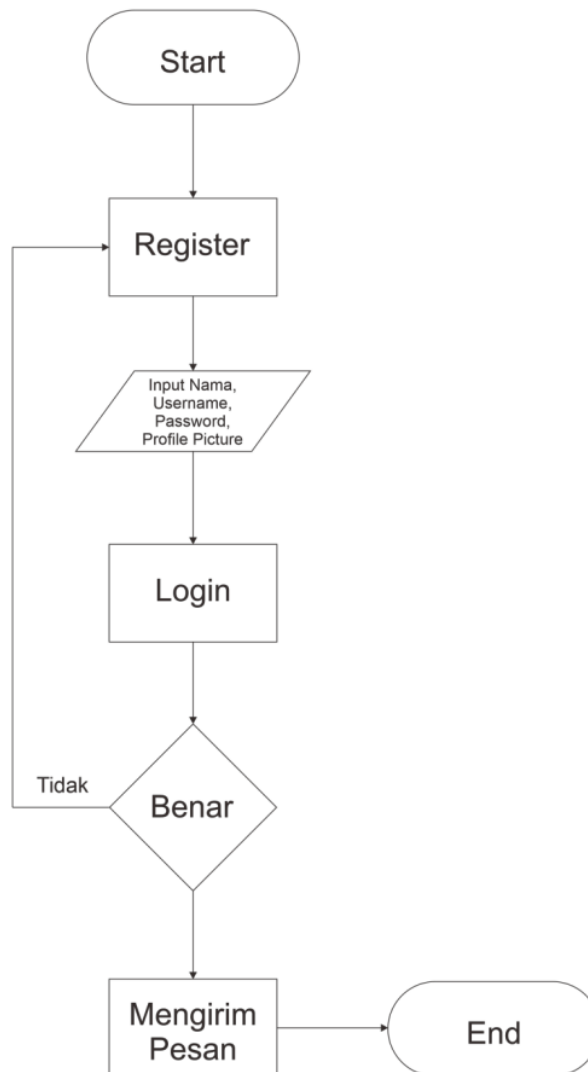 Start
Register
Input Nama,
Username,
Password,
Profile Picture
Login
Tidak
Benar
Mengirim
Pesan
End